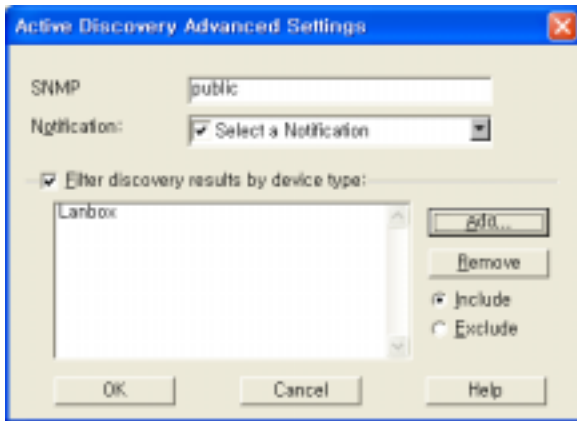 Active Discovery Advanced Settings
SNMP
public
Notification:
Select a Notification
Filter discovery results by device type:
Lanbox
Add...
Remove
Include
Exclude
OK
Cancel
Help